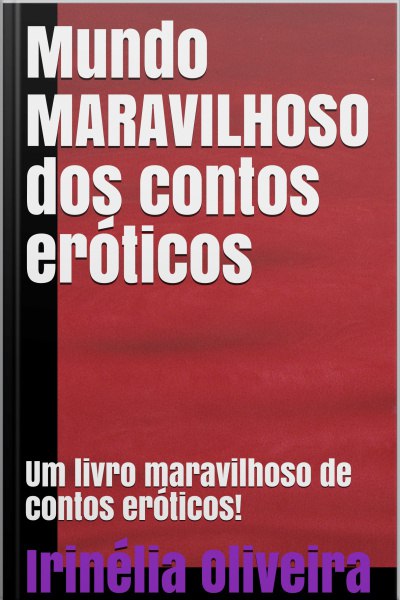 Mundo
MARAVILHOSO
dos contos
eróticos
Um livro maravilhoso de
contos eróticos!
Irinélia Oliveira